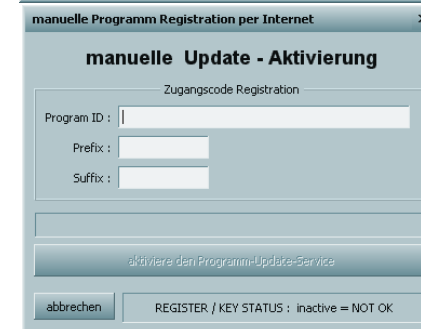 manuelle Programm Registration per Internet
manuelle Update - Aktivierung
Zugangscode Registration
Program ID :
Prefix :
Suffix :
aktiviere den Programm-Update-Service
abbrechen REGISTER / KEY STATUS : inactive = NOT OK